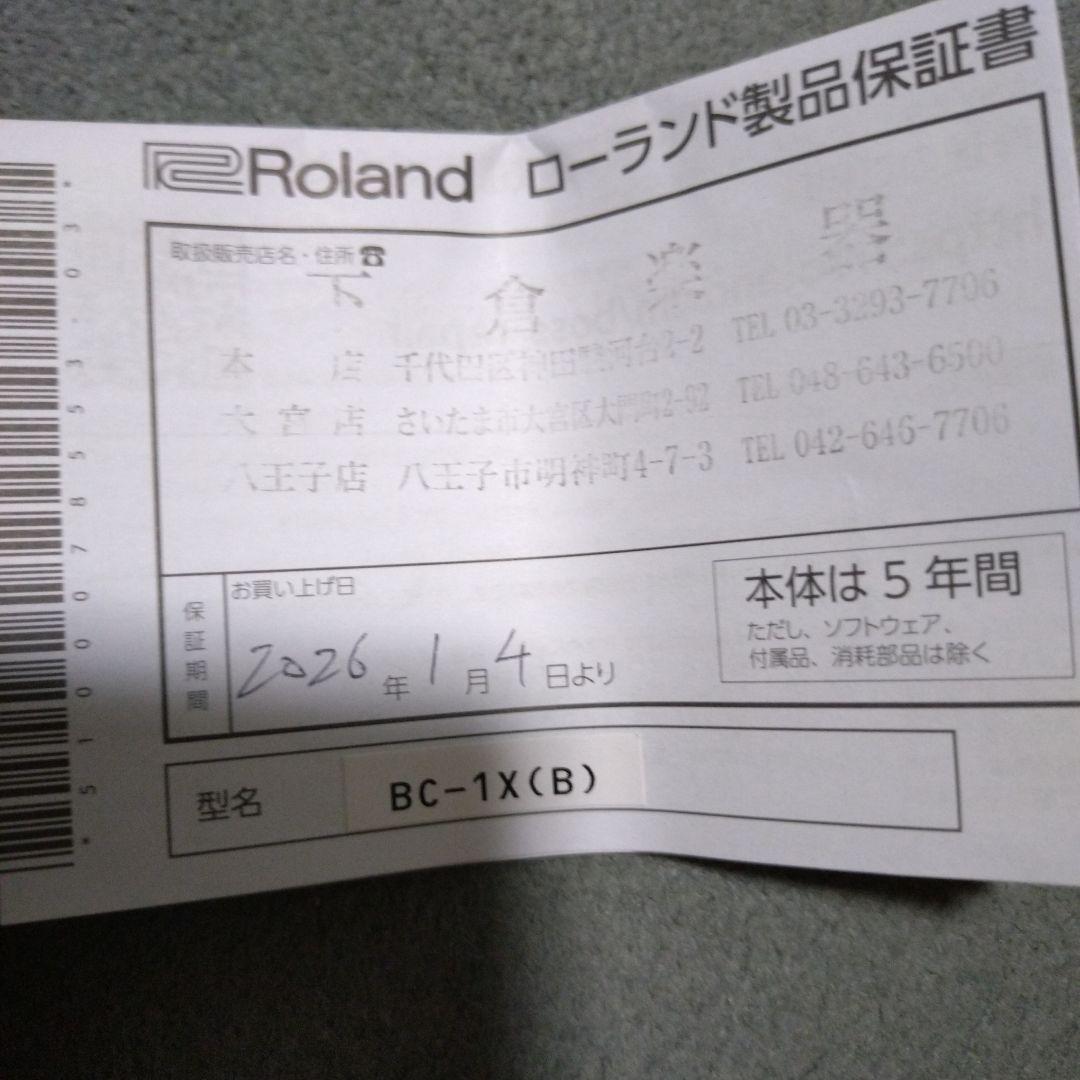 Roland ローランド製品保証書
取扱販売店名・住所☎
下倉楽器
本店 千代田区神田駿河台2-2 TEL 03-3293-7706
大宮店 さいたま市大宮区大門町2-92 TEL 048-643-6500
八王子店 八王子市明神町4-7-3 TEL 042-646-7706
保証期間
お買い上げ日
2026年1月4日より
本体は5年間
ただし、ソフトウェア、
付属品、消耗部品は除く
型名 BC-1X(B)
*03.3558700015*